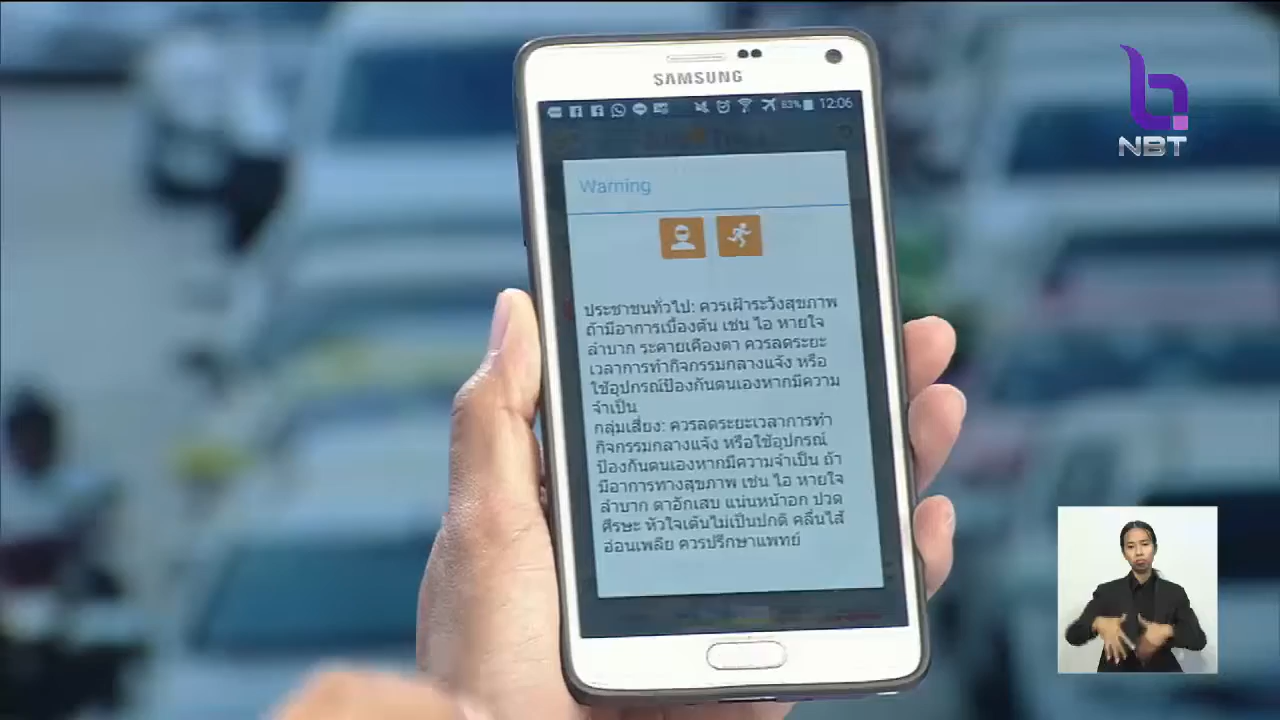 SAMSUNG
83% 12:06
NBT
Warning
ประชาชนทั่วไป: ควรเฝ้าระวังสุขภาพ
ถ้ามีอาการเบื้องต้น เช่น ไอ หายใจ
ลำบาก ระคายเคืองตา ควรลดระยะ
เวลาการทำกิจกรรมกลางแจ้ง หรือ
ใช้อุปกรณ์ป้องกันตนเองหากมีความ
จำเป็น
กลุ่มเสี่ยง: ควรลดระยะเวลาการทำ
กิจกรรมกลางแจ้ง หรือใช้อุปกรณ์
ป้องกันตนเองหากมีความจำเป็น ถ้า
มีอาการทางสุขภาพ เช่น ไอ หายใจ
ลำบาก ตาอักเสบ แน่นหน้าอก ปวด
ศีรษะ หัวใจเต้นไม่เป็นปกติ คลื่นไส้
อ่อนเพลีย ควรปรึกษาแพทย์